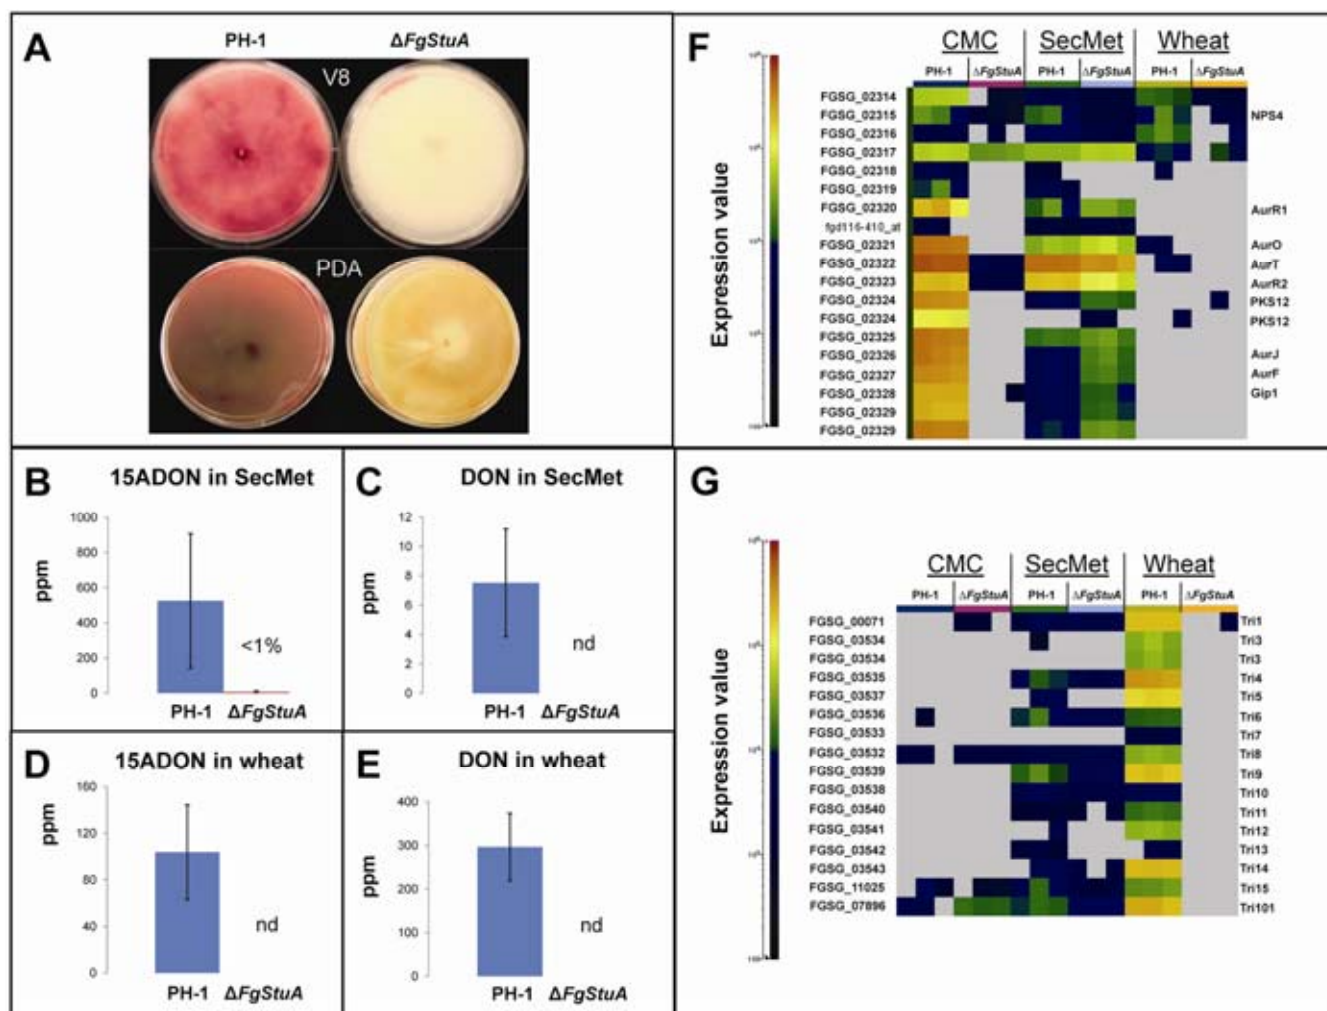 A
PH-1 ΔFgStuA
V8
PDA
B
15ADON in SecMet
ppm
1000
800
600
400
200
0
<1%
PH-1 ΔFgStuA
C
DON in SecMet
ppm
12
10
8
6
4
2
0
nd
PH-1 ΔFgStuA
D
15ADON in wheat
ppm
160
120
80
40
0
nd
PH-1 ΔFgStuA
E
DON in wheat
ppm
400
300
200
100
0
nd
PH-1 ΔFgStuA
F
Expression value
CMC SecMet Wheat
PH-1 ΔFgStuA PH-1 ΔFgStuA PH-1 ΔFgStuA
FGSG_02314
FGSG_02315 NPS4
FGSG_02316
FGSG_02317
FGSG_02318
FGSG_02319
FGSG_02320 AurR1
fgd116-410_at
FGSG_02321 AurO
FGSG_02322 AurT
FGSG_02323 AurR2
FGSG_02324 PKS12
FGSG_02324 PKS12
FGSG_02325
FGSG_02326 AurJ
FGSG_02327 AurF
FGSG_02328 Gip1
FGSG_02329
FGSG_02329
G
Expression value
CMC SecMet Wheat
PH-1 ΔFgStuA PH-1 ΔFgStuA PH-1 ΔFgStuA
FGSG_00071 Tri1
FGSG_03534 Tri3
FGSG_03534 Tri3
FGSG_03535 Tri4
FGSG_03537 Tri5
FGSG_03536 Tri6
FGSG_03533 Tri7
FGSG_03532 Tri8
FGSG_03539 Tri9
FGSG_03538 Tri10
FGSG_03540 Tri11
FGSG_03541 Tri12
FGSG_03542 Tri13
FGSG_03543 Tri14
FGSG_11025 Tri15
FGSG_07896 Tri101